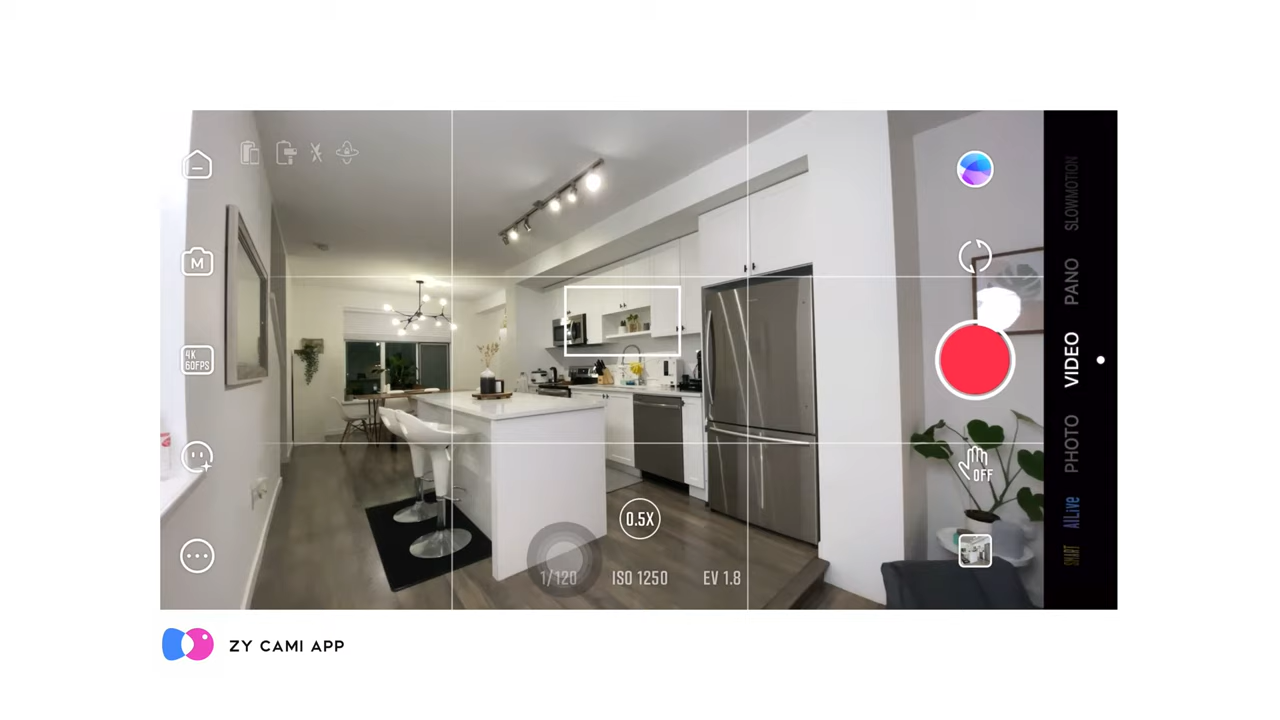 M
4K
60FPS
0.5X
1/120 ISO 1250 EV 1.8
OFF
SLOWMOTION
PANO
VIDEO
PHOTO
AILive
SMART
ZY CAMI APP